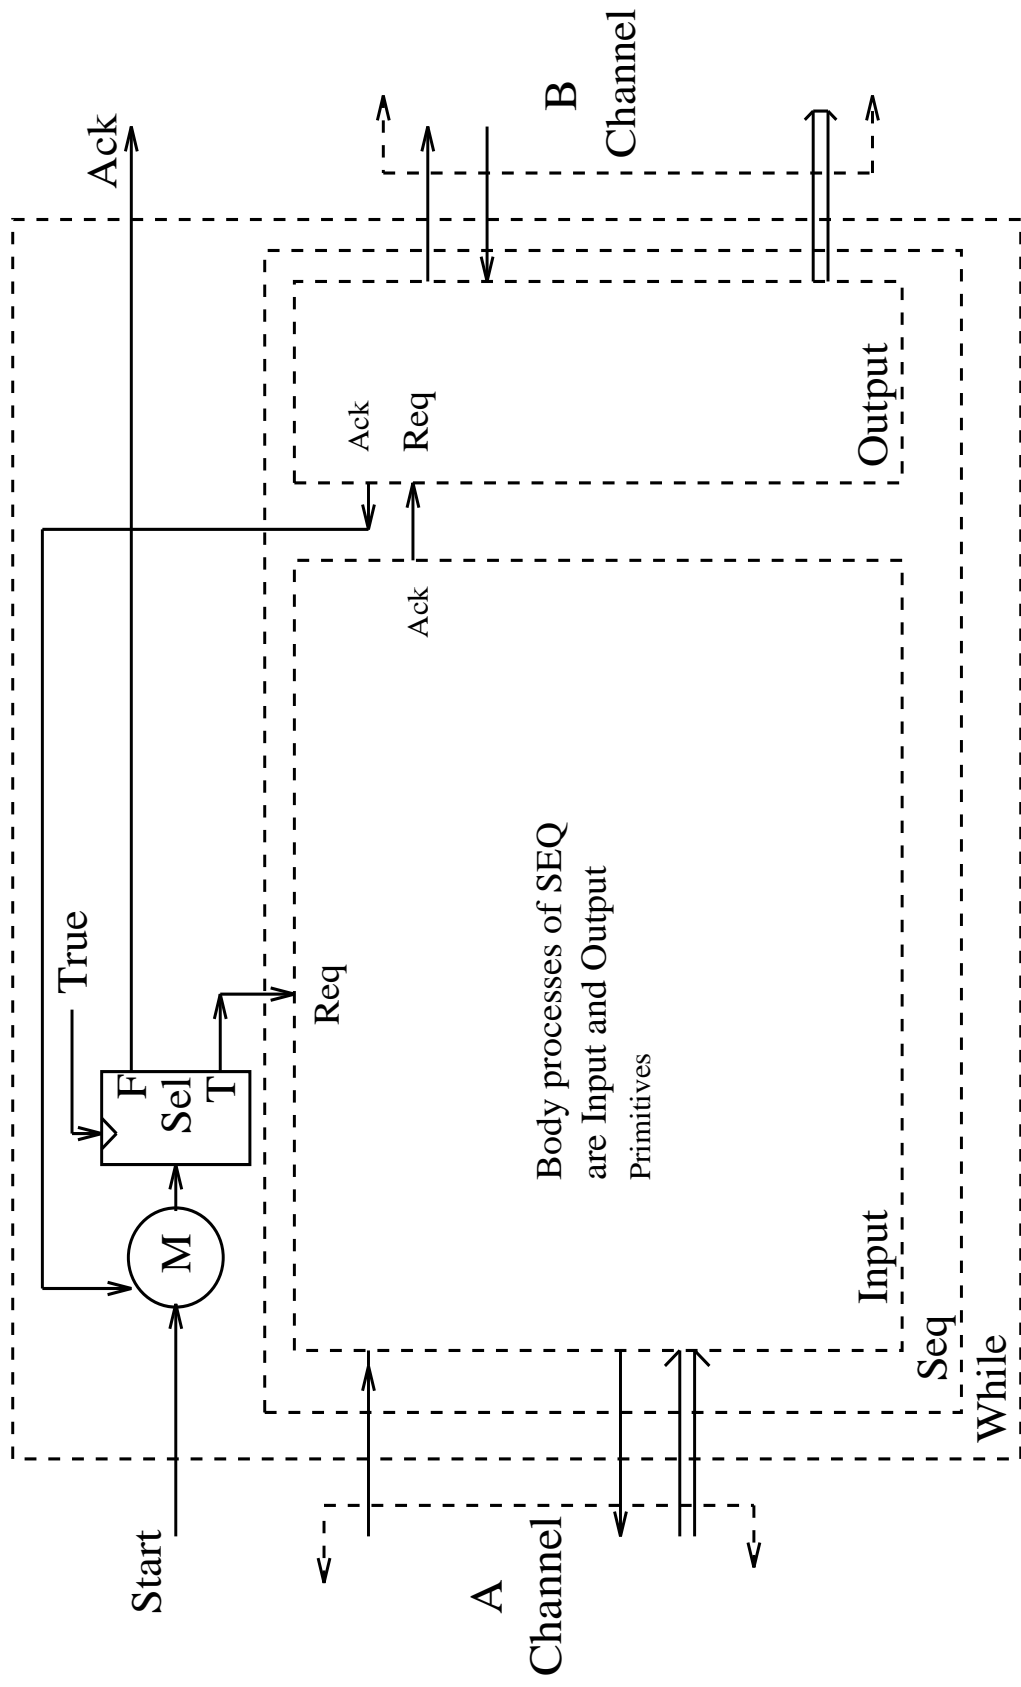 Start
Ack
True
F
Sel
T
M
Req
Ack
Req
Ack
Body processes of SEQ
are Input and Output
Primitives
Input
Output
Seq
While
A
Channel
B
Channel